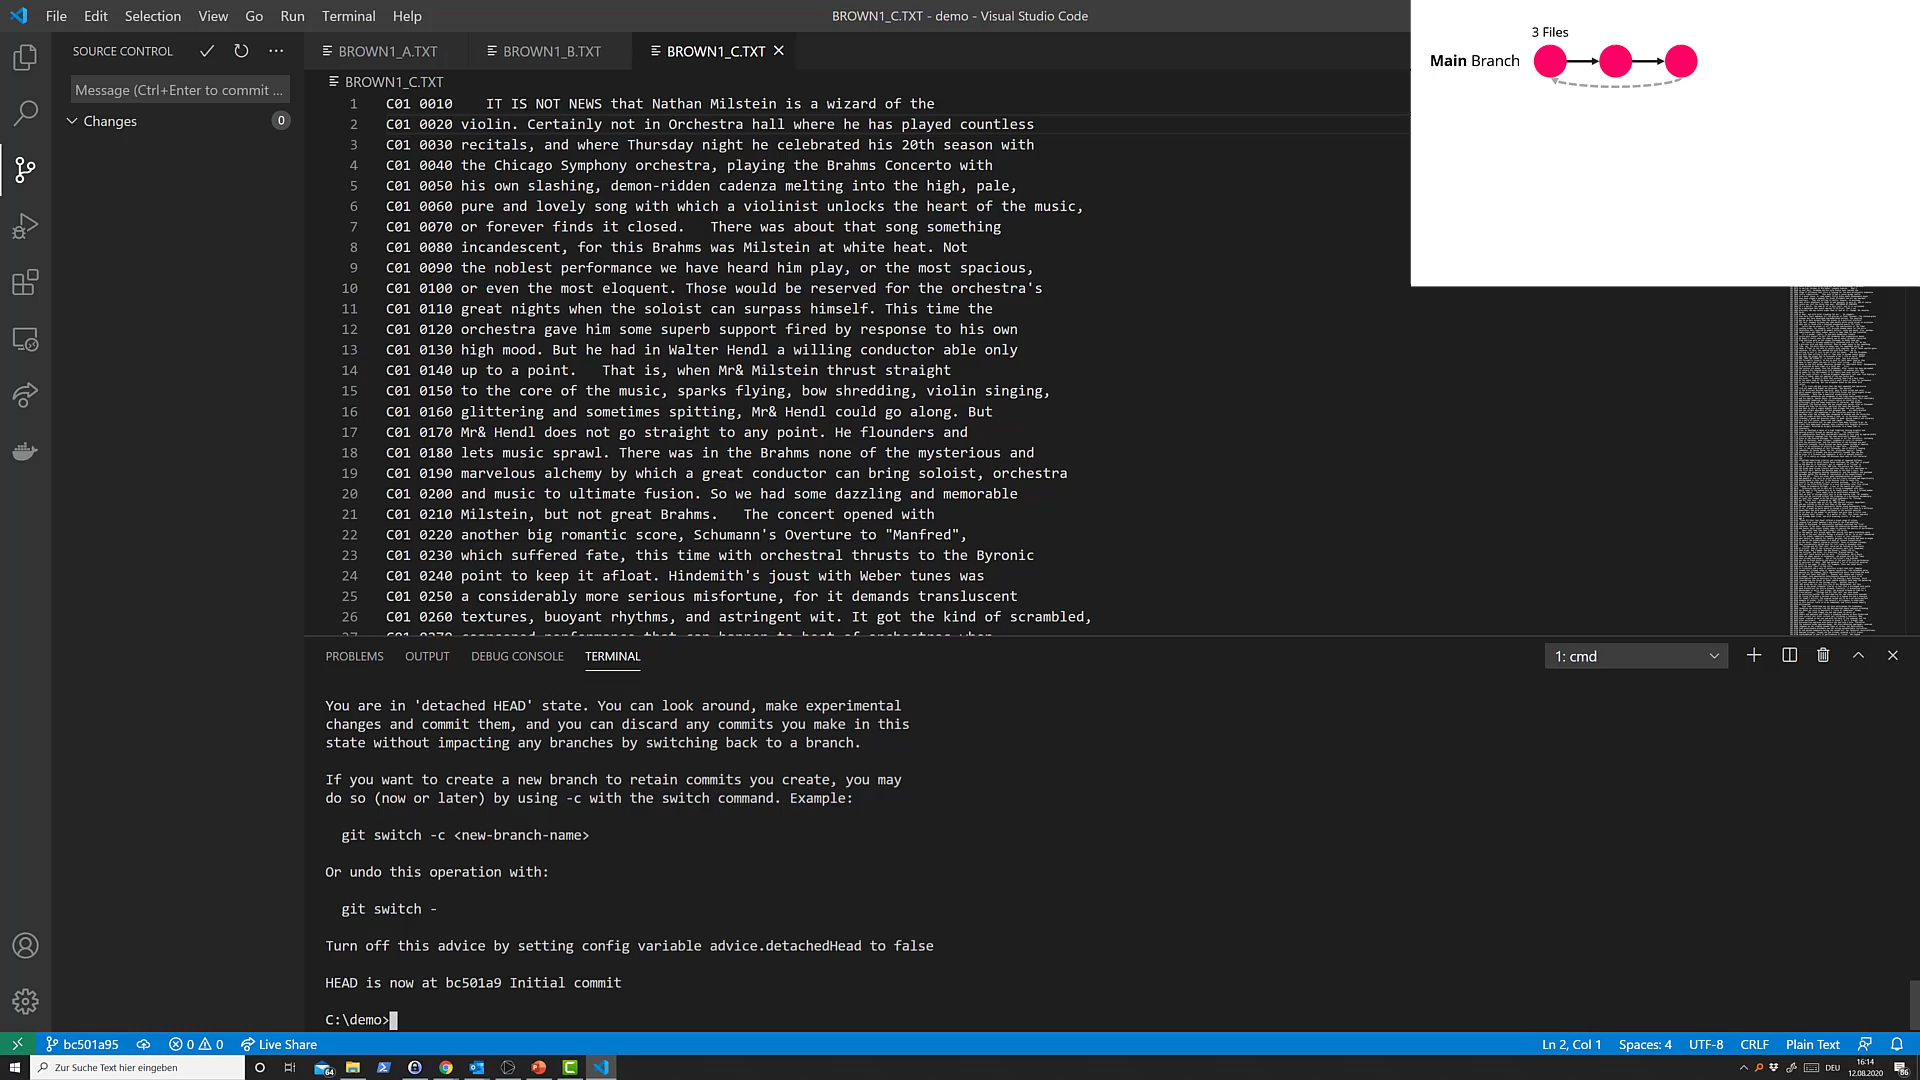 File Edit Selection View Go Run Terminal Help
BROWN1_C.TXT - demo - Visual Studio Code
3 Files
Main Branch
SOURCE CONTROL
BROWN1_A.TXT BROWN1_B.TXT BROWN1_C.TXT
Message (Ctrl+Enter to commit ...
Changes 0
BROWN1_C.TXT
1 C01 0010    IT IS NOT NEWS that Nathan Milstein is a wizard of the
2 C01 0020 violin. Certainly not in Orchestra hall where he has played countless
3 C01 0030 recitals, and where Thursday night he celebrated his 20th season with
4 C01 0040 the Chicago Symphony orchestra, playing the Brahms Concerto with
5 C01 0050 his own slashing, demon-ridden cadenza melting into the high, pale,
6 C01 0060 pure and lovely song with which a violinist unlocks the heart of the music,
7 C01 0070 or forever finds it closed.   There was about that song something
8 C01 0080 incandescent, for this Brahms was Milstein at white heat. Not
9 C01 0090 the noblest performance we have heard him play, or the most spacious,
10 C01 0100 or even the most eloquent. Those would be reserved for the orchestra's
11 C01 0110 great nights when the soloist can surpass himself. This time the
12 C01 0120 orchestra gave him some superb support fired by response to his own
13 C01 0130 high mood. But he had in Walter Hendl a willing conductor able only
14 C01 0140 up to a point.   That is, when Mr& Milstein thrust straight
15 C01 0150 to the core of the music, sparks flying, bow shredding, violin singing,
16 C01 0160 glittering and sometimes spitting, Mr& Hendl could go along. But
17 C01 0170 Mr& Hendl does not go straight to any point. He flounders and
18 C01 0180 lets music sprawl. There was in the Brahms none of the mysterious and
19 C01 0190 marvelous alchemy by which a great conductor can bring soloist, orchestra
20 C01 0200 and music to ultimate fusion. So we had some dazzling and memorable
21 C01 0210 Milstein, but not great Brahms.   The concert opened with
22 C01 0220 another big romantic score, Schumann's Overture to "Manfred",
23 C01 0230 which suffered fate, this time with orchestral thrusts to the Byronic
24 C01 0240 point to keep it afloat. Hindemith's joust with Weber tunes was
25 C01 0250 a considerably more serious misfortune, for it demands transluscent
26 C01 0260 textures, buoyant rhythms, and astringent wit. It got the kind of scrambled,
PROBLEMS OUTPUT DEBUG CONSOLE TERMINAL
1: cmd
You are in 'detached HEAD' state. You can look around, make experimental
changes and commit them, and you can discard any commits you make in this
state without impacting any branches by switching back to a branch.
If you want to create a new branch to retain commits you create, you may
do so (now or later) by using -c with the switch command. Example:
git switch -c <new-branch-name>
Or undo this operation with:
git switch -
Turn off this advice by setting config variable advice.detachedHead to false
HEAD is now at bc501a9 Initial commit
C:\demo>
bc501a95 0 0 Live Share
Ln 2, Col 1 Spaces: 4 UTF-8 CRLF Plain Text
Zur Suche Text hier eingeben
64
DEU
16:14
12.08.2020